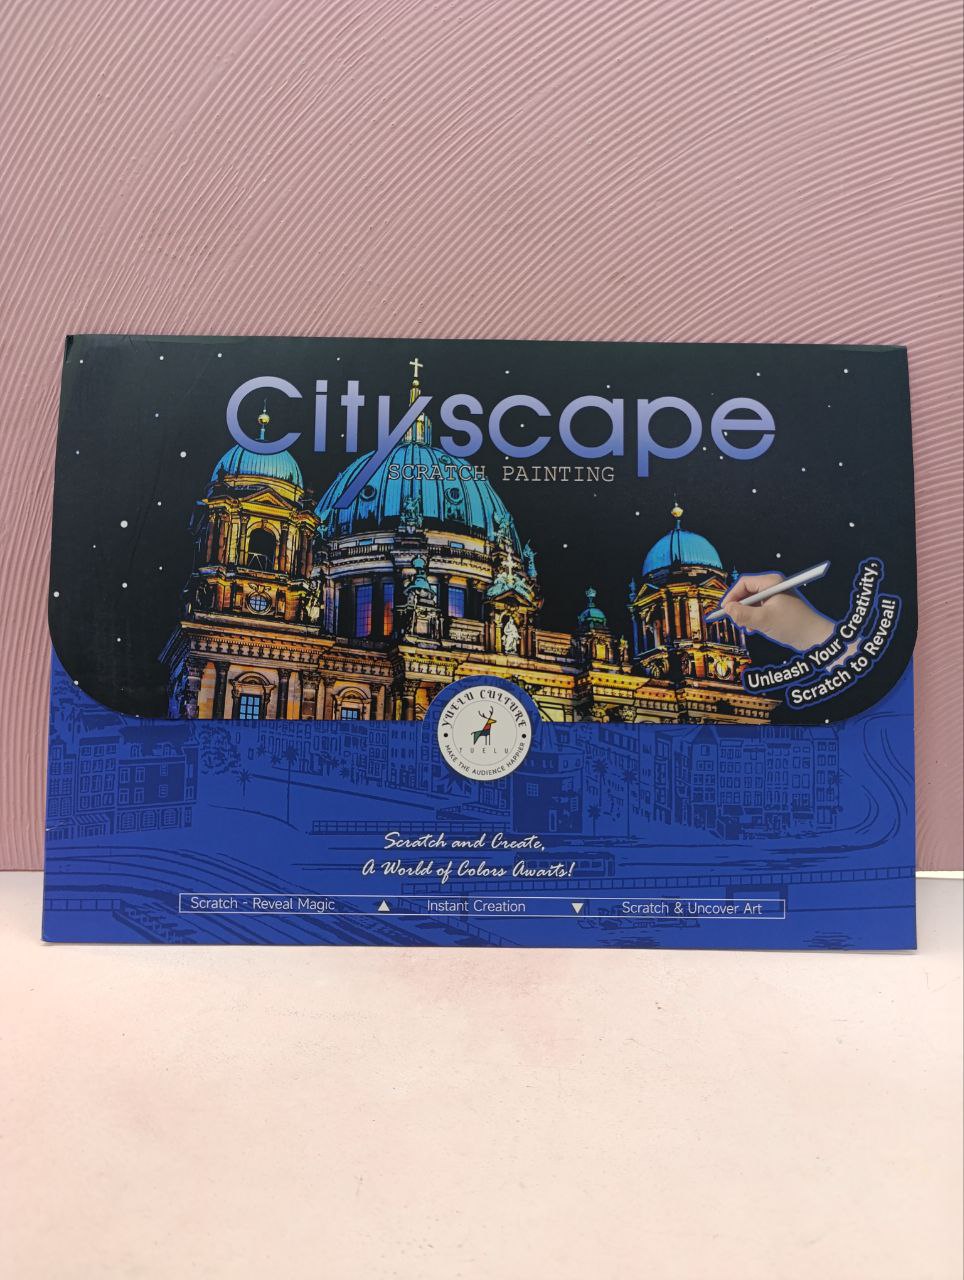 Cityscape
SCRATCH PAINTING
Unleash Your Creativity,
Scratch to Reveal!
YUELU CULTURE
YUELU
MAKE THE AUDIENCE HAPPIER
Scratch and Create,
A World of Colors Awaits!
Scratch - Reveal Magic ▲ Instant Creation ▼ Scratch & Uncover Art